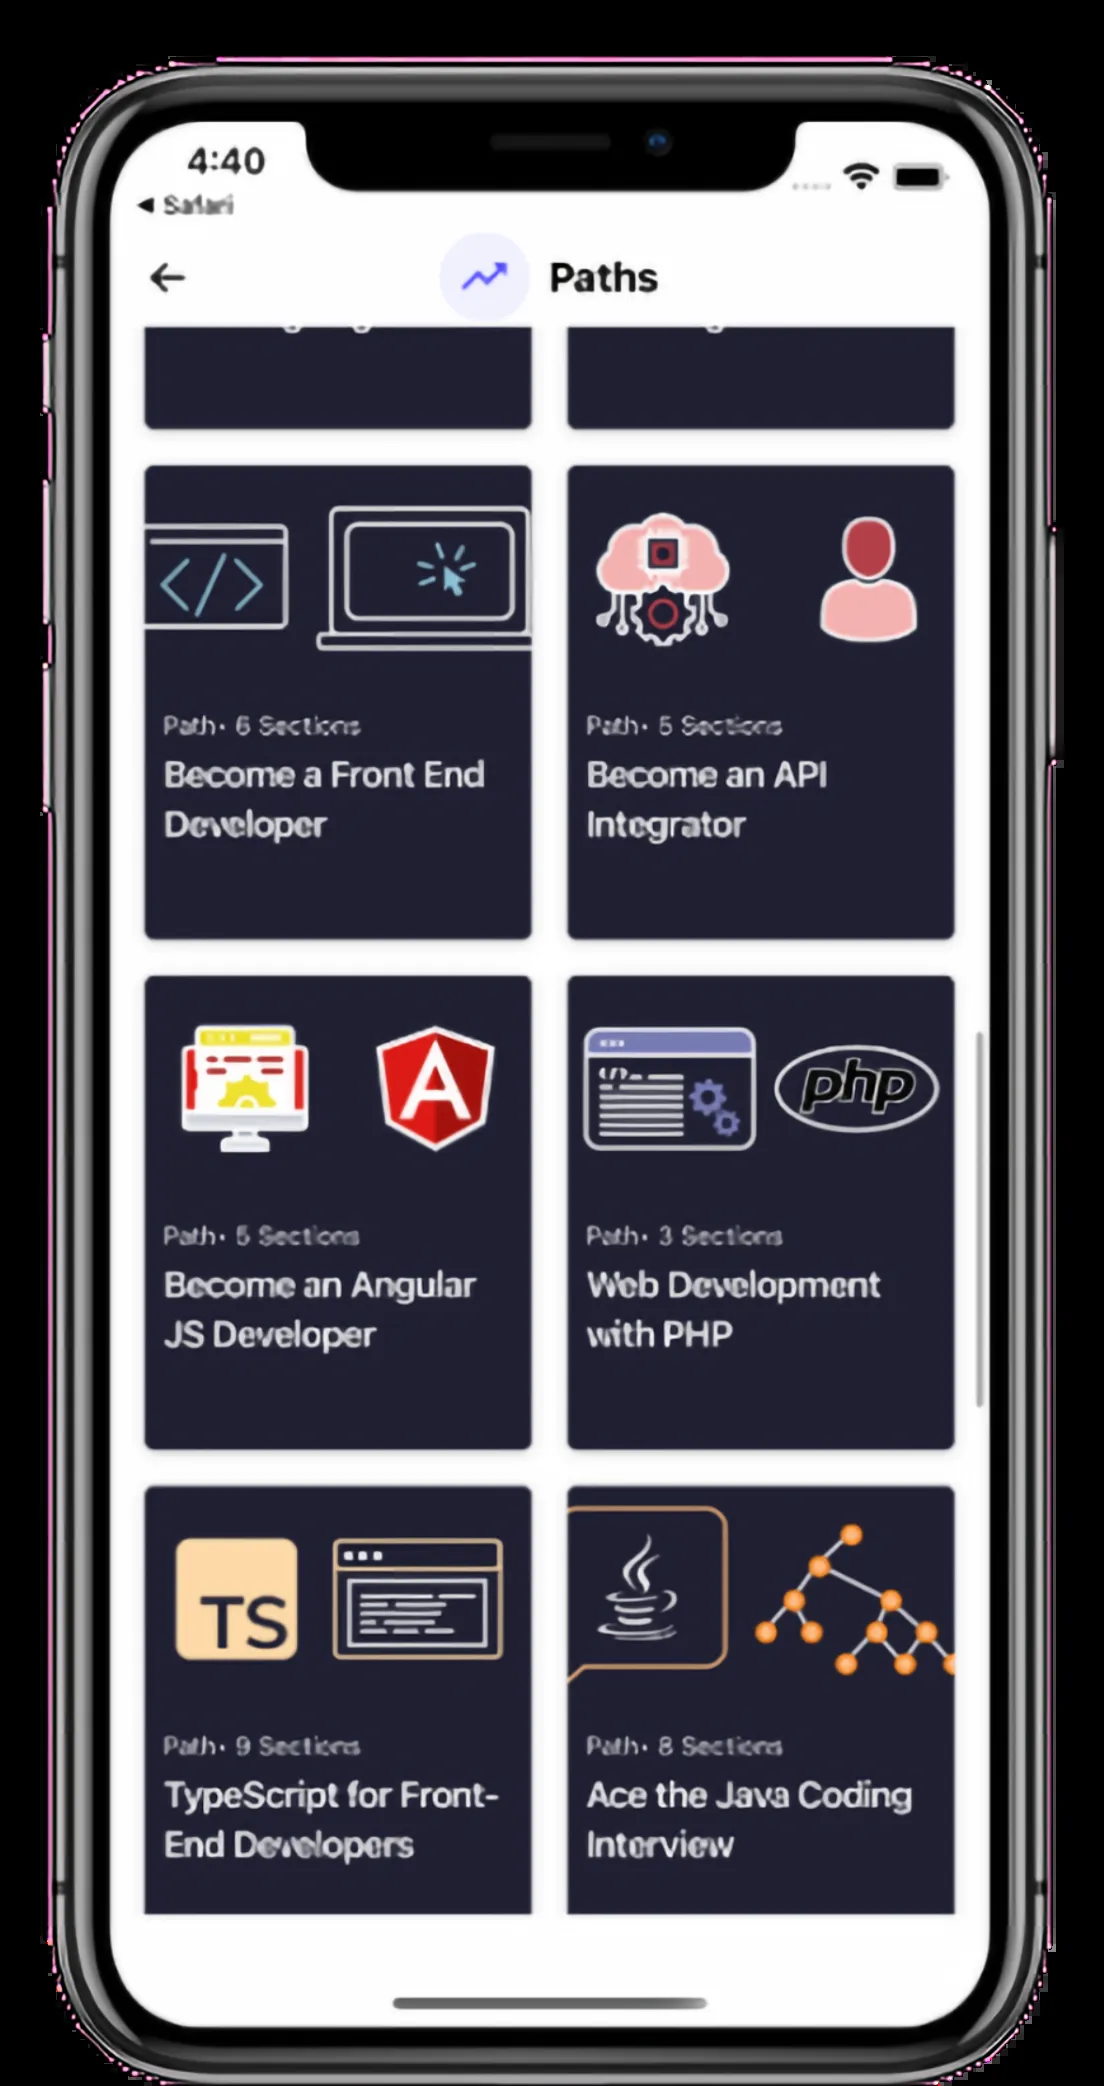 4:40
◀ Safari
Paths
</>
Path· 6 Sections
Become a Front End
Developer
Path· 5 Sections
Become an API
Integrator
A
</>
php
Path· 5 Sections
Become an Angular
JS Developer
Path· 3 Sections
Web Development
with PHP
TS
Path· 9 Sections
TypeScript for Front-
End Developers
Path· 8 Sections
Ace the Java Coding
Interview